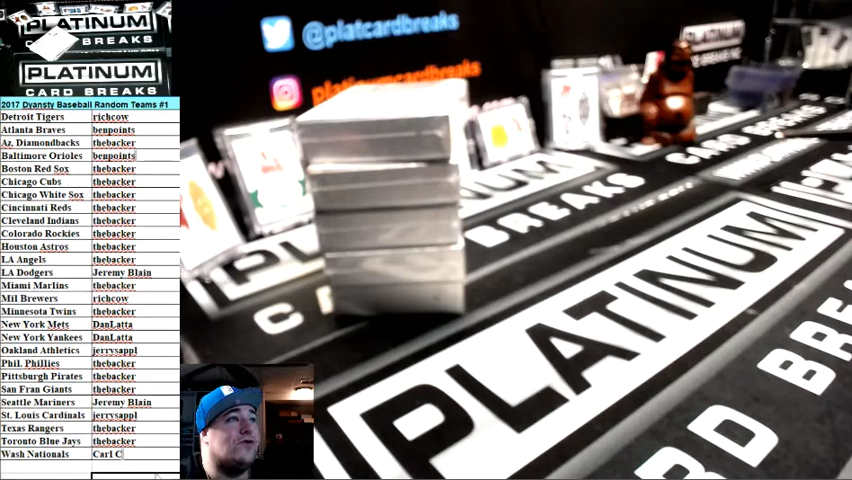 PLATINUM
CARD BREAKS
PLATINUM
CARD BREAKS
2017 Dyansty Baseball Random Teams #1
Detroit Tigers richcow
Atlanta Braves benpoints
Az. Diamondbacks thebacker
Baltimore Orioles benpoints
Boston Red Sox thebacker
Chicago Cubs thebacker
Chicago White Sox thebacker
Cincinnati Reds thebacker
Cleveland Indians thebacker
Colorado Rockies thebacker
Houston Astros thebacker
LA Angels thebacker
LA Dodgers Jeremy Blain
Miami Marlins thebacker
Mil Brewers richcow
Minnesota Twins thebacker
New York Mets DanLatta
New York Yankees DanLatta
Oakland Athletics jerrysappl
Phil. Phillies thebacker
Pittsburgh Pirates thebacker
San Fran Giants thebacker
Seattle Mariners Jeremy Blain
St. Louis Cardinals jerrysappl
Texas Rangers thebacker
Toronto Blue Jays thebacker
Wash Nationals Carl C
@platcardbreaks
platinumcardbreaks
PLATINUM
CARD BREAKS
BREAKS
PLATINUM
RD BREA